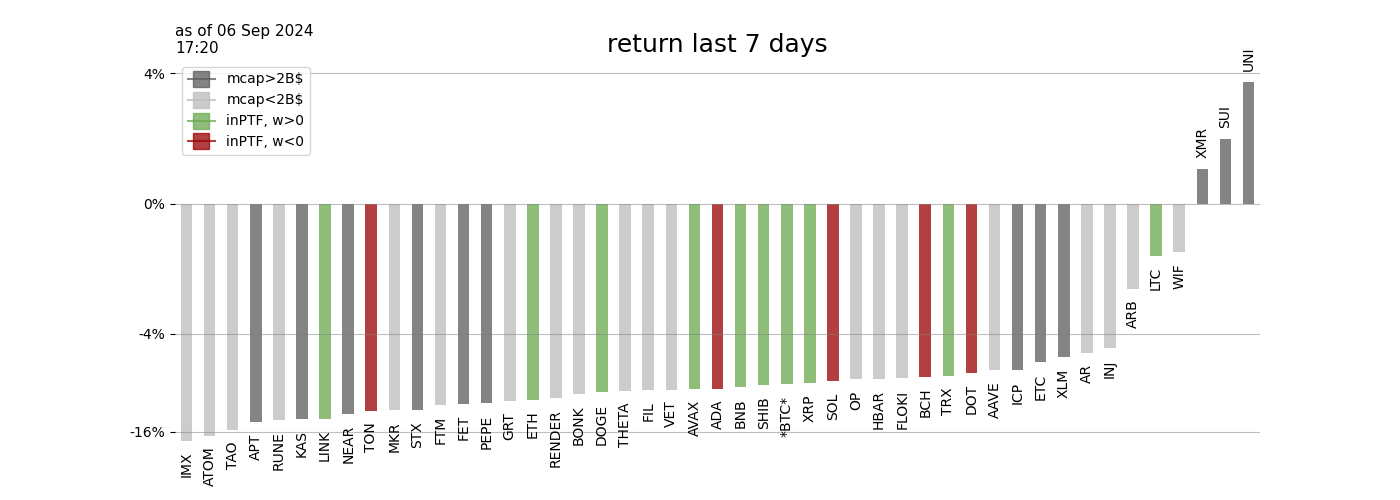 as of 06 Sep 2024
17:20
return last 7 days
mcap>2B$
mcap<2B$
inPTF, w>0
inPTF, w<0
4%
0%
-4%
-16%
IMX
ATOM
TAO
APT
RUNE
KAS
LINK
NEAR
TON
MKR
STX
FTM
FET
PEPE
GRT
ETH
RENDER
BONK
DOGE
THETA
FIL
VET
AVAX
ADA
BNB
SHIB
*BTC*
XRP
SOL
OP
HBAR
FLOKI
BCH
TRX
DOT
AAVE
ICP
ETC
XLM
AR
INJ
ARB
LTC
WIF
XMR
SUI
UNI